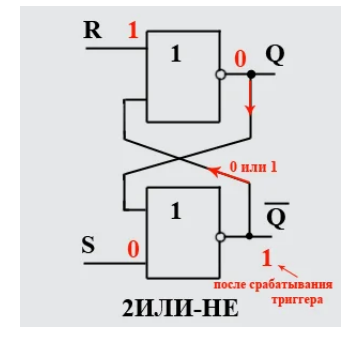 R 1 1 0 Q
0 или 1
1 Q
S 0 1
после срабатывания
триггера
2ИЛИ-НЕ